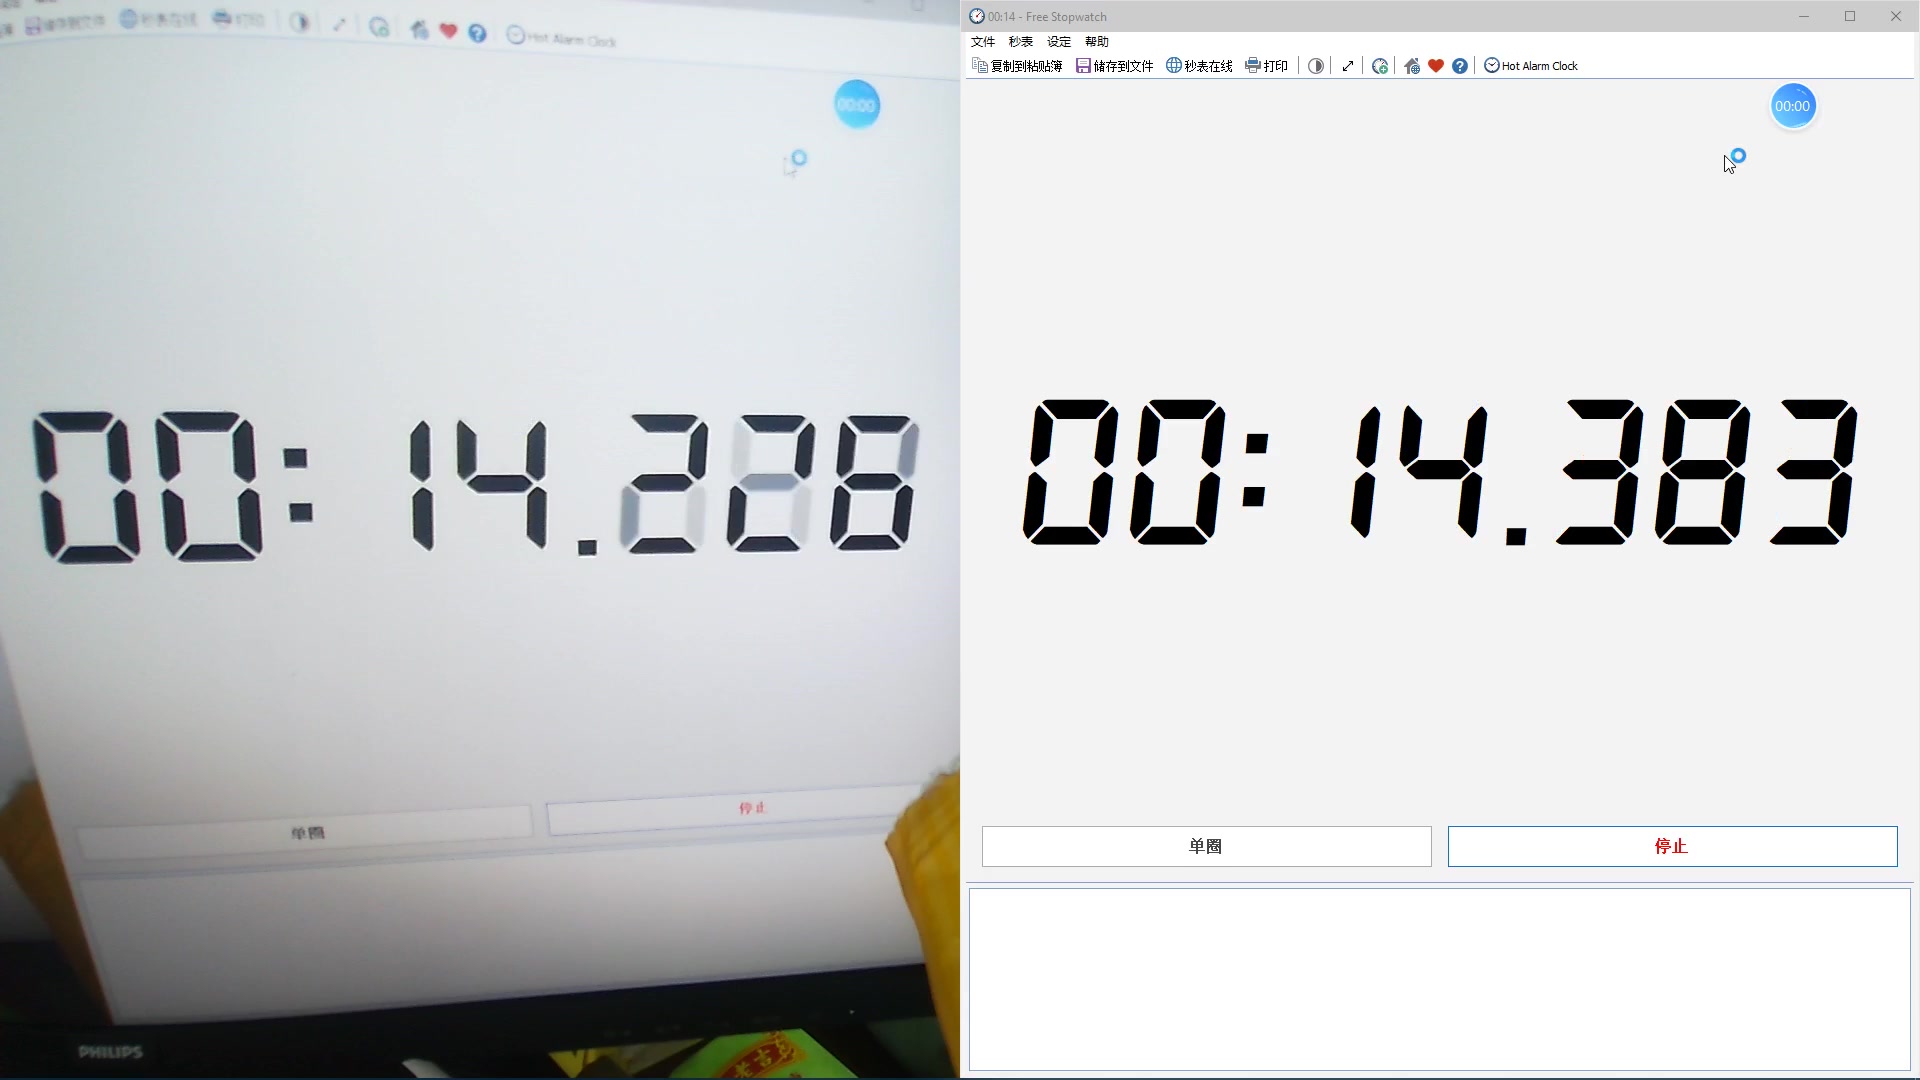 储存到文件 秒表在线 打印 Hot Alarm Clock
00:00
00:14.
单圈 停止
PHILIPS
00:14 - Free Stopwatch
文件 秒表 设定 帮助
复制到粘贴簿 储存到文件 秒表在线 打印 Hot Alarm Clock
00:00
00:14.383
单圈 停止